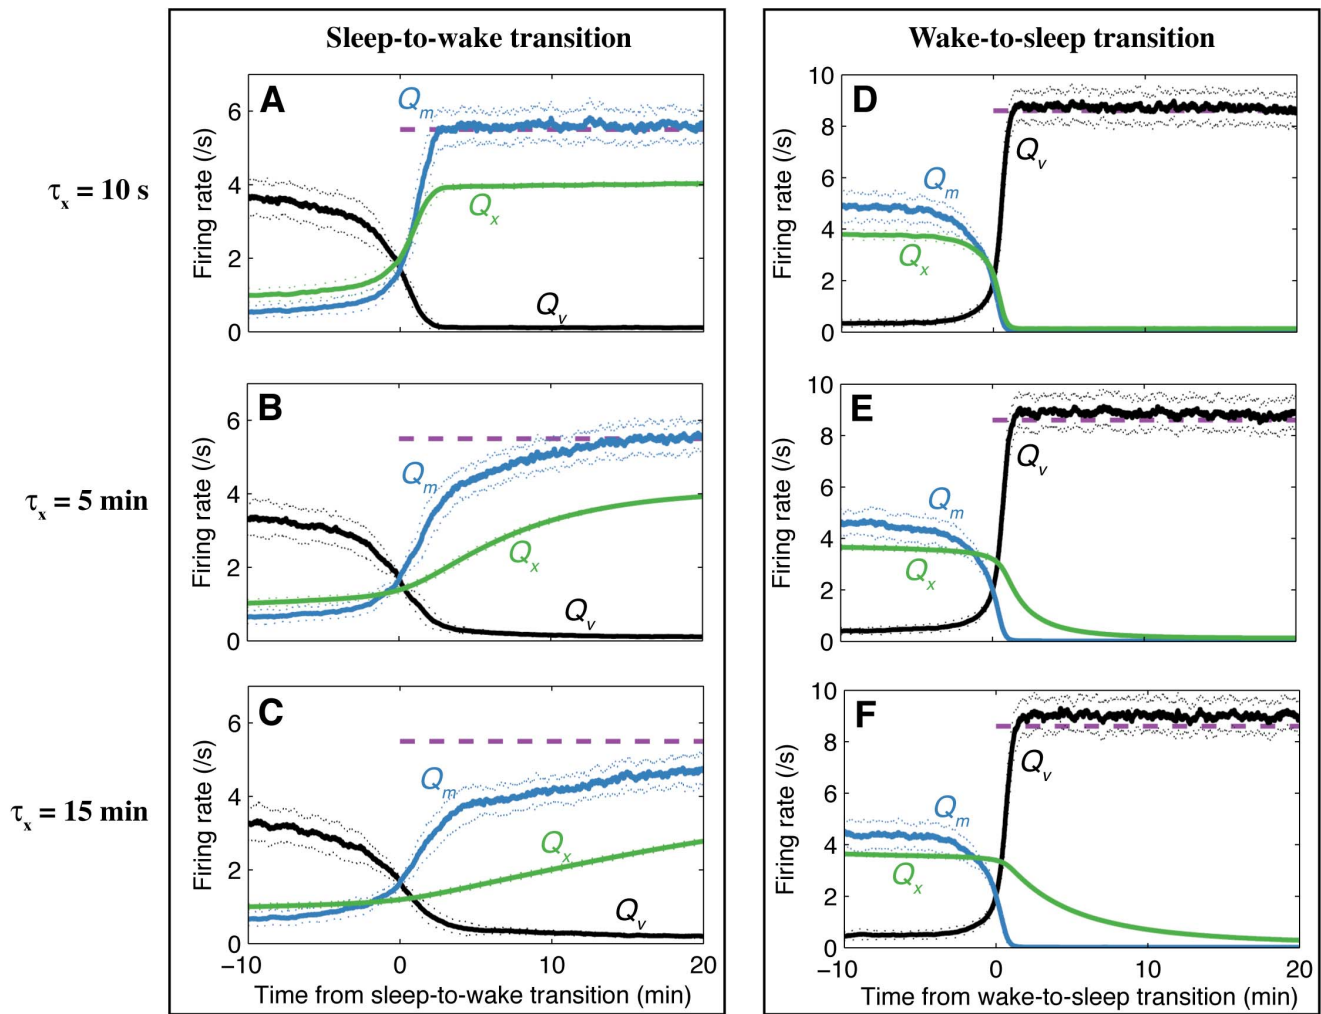 Sleep-to-wake transition
Wake-to-sleep transition
τx = 10 s
Firing rate (/s)
6
4
2
0
A
Qm
Qx
Qv
Firing rate (/s)
10
8
6
4
2
0
D
Qv
Qm
Qx
τx = 5 min
Firing rate (/s)
6
4
2
0
B
Qm
Qx
Qv
Firing rate (/s)
10
8
6
4
2
0
E
Qv
Qm
Qx
τx = 15 min
Firing rate (/s)
6
4
2
0
C
Qm
Qx
Qv
−10 0 10 20
Time from sleep-to-wake transition (min)
Firing rate (/s)
10
8
6
4
2
0
F
Qv
Qm
Qx
−10 0 10 20
Time from wake-to-sleep transition (min)